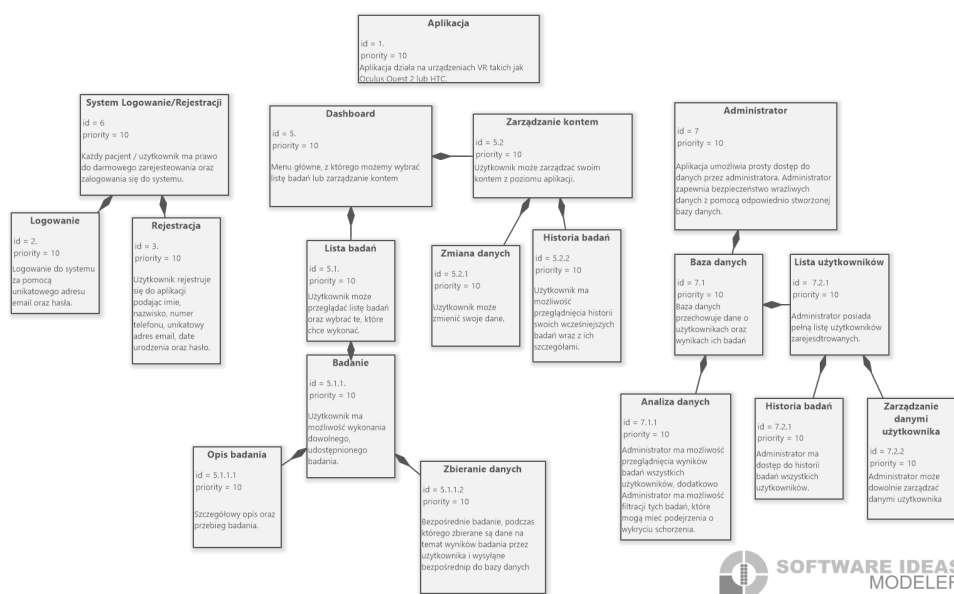 Aplikacja
id = 1.
priority = 10
Aplikacja działa na urządzeniach VR takich jak
Oculus Quest 2 lub HTC.
System Logowanie/Rejestracji
id = 6
priority = 10
Każdy pacjent / użytkownik ma prawo
do darmowego zarejesteowania oraz
zalogowania się do systemu.
Logowanie
id = 2.
priority = 10
Logowanie do systemu
za pomocą
unikatowego adresu
email oraz hasła.
Rejestracja
id = 3.
priority = 10
Użytkownik rejestruje
się do aplikacji
podając imie,
nazwisko, numer
telefonu, unikatowy
adres email, date
urodzenia oraz hasło.
Dashboard
id = 5.
priority = 10
Menu główne, z którego możemy wybrać
listę badań lub zarządzanie kontem
Zarządzanie kontem
id = 5.2
priority = 10
Użytkownik może zarządzać swoim
kontem z poziomu aplikacji.
Lista badań
id = 5.1.
priority = 10
Użytkownik może
przeglądać listę badań
oraz wybrać te, które
chce wykonać.
Zmiana danych
id = 5.2.1
priority = 10
Użytkownik może
zmienić swoje dane.
Historia badań
id = 5.2.2
priority = 10
Użytkownik ma
możliwość
przeglądnięcia historii
swoich wcześniejszych
badań wraz z ich
szczegółami.
Badanie
id = 5.1.1.
priority = 10
Użytkownik ma
możliwość wykonania
dowolnego,
udostępnionego
badania.
Opis badania
id = 5.1.1.1
priority = 10
Szczegółowy opis oraz
przebieg badania.
Zbieranie danych
id = 5.1.1.2
priority = 10
Bezpośrednie badanie, podczas
którego zbierane są dane na
temat wyników badania przez
użytkownika i wysyłąne
bezpośrednip do bazy danych
Administrator
id = 7
priority = 10
Aplikacja umozliwia prosty dostęp do
danych przez administratora. Administrator
zapewnia bezpieczeństwo wrażliwych
danych z pomocą odpowiednio stworzonej
bazy danych.
Baza danych
id = 7.1
priority = 10
Baza danych
przechowuje dane o
użytkownikach oraz
wynikach ich badań
Lista użytkowników
id = 7.2.1
priority = 10
Administrator posiada
pełną listę użytkowników
zarejesdtrowanych.
Analiza danych
id = 7.1.1
priority = 10
Administrator ma możliwość
przeglądnięcia wyników
badań wszystkich
użytkowników, dodatkowo
Administrator ma możliwość
filtracji tych badań, które
mogą mieć podejrzenia o
wykryciu schorzenia.
Historia badań
id = 7.2.1
priority = 10
Administrator ma
dostęp do historii
badań wszystkich
użytkowników.
Zarządzanie
danymi
użytkownika
id = 7.2.2
priority = 10
Administrator może
dowolnie zarządzać
danymi użytkownika
SOFTWARE IDEAS
MODELER